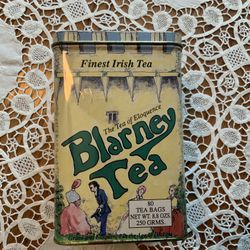 Finest Irish Tea
The Tea of Eloquence
Blarney
Tea
80
TEA BAGS
NET WT. 8.8 OZS.
250 GRMS.